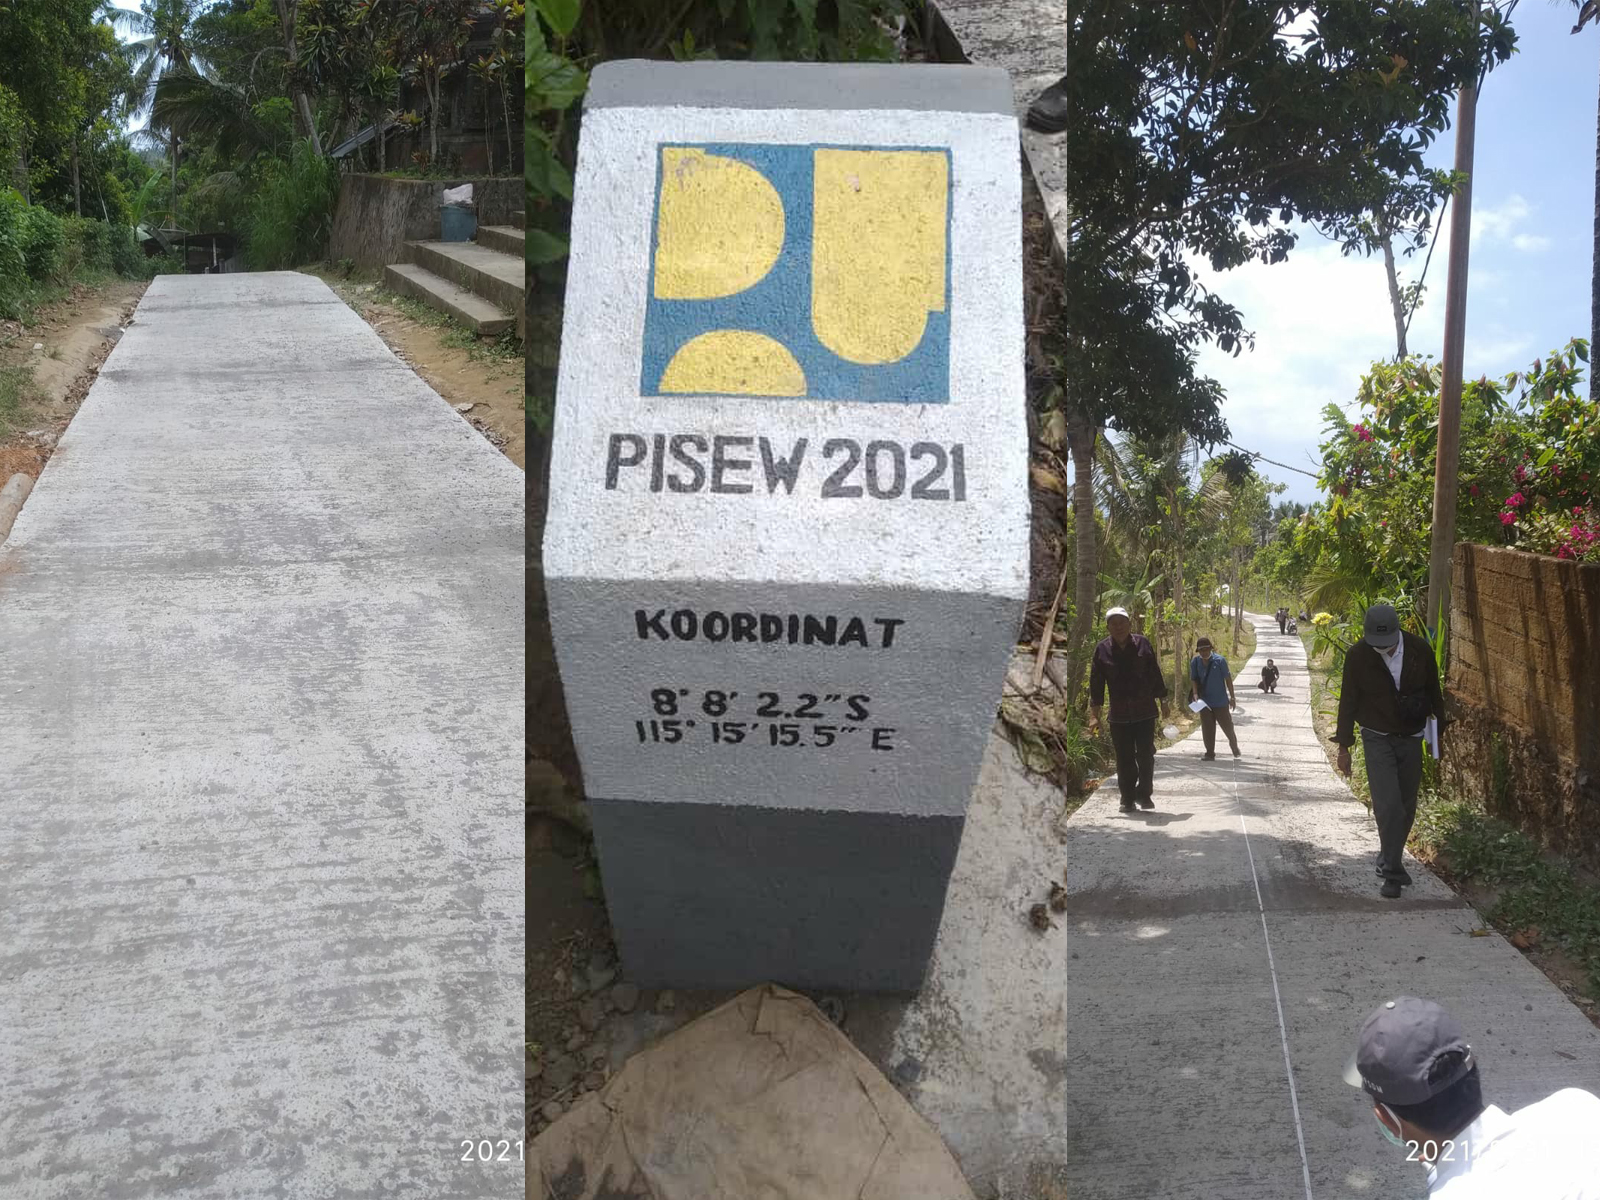 PISEW 2021
KOORDINAT
8° 8' 2.2" S
115° 15' 15.5" E
2021
2021